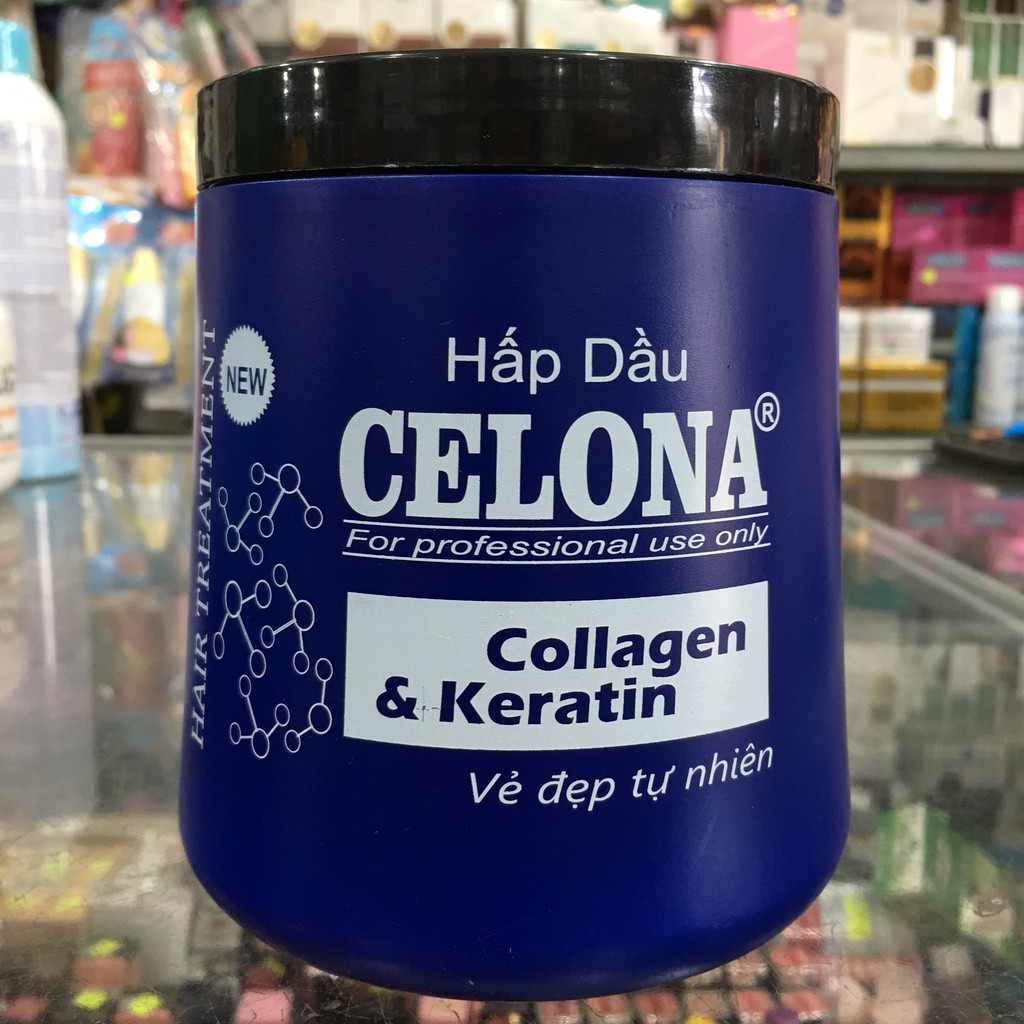 Hấp Dầu
CELONA®
For professional use only
Collagen
& Keratin
Vẻ đẹp tự nhiên
NEW
HAIR TREATMENT